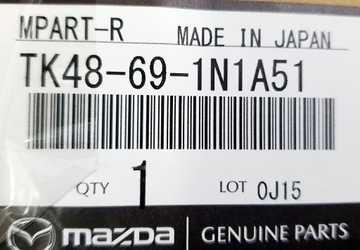 MPART-R MADE IN JAPAN
TK48-69-1N1A51
QTY 1 LOT 0J15
mazda GENUINE PARTS